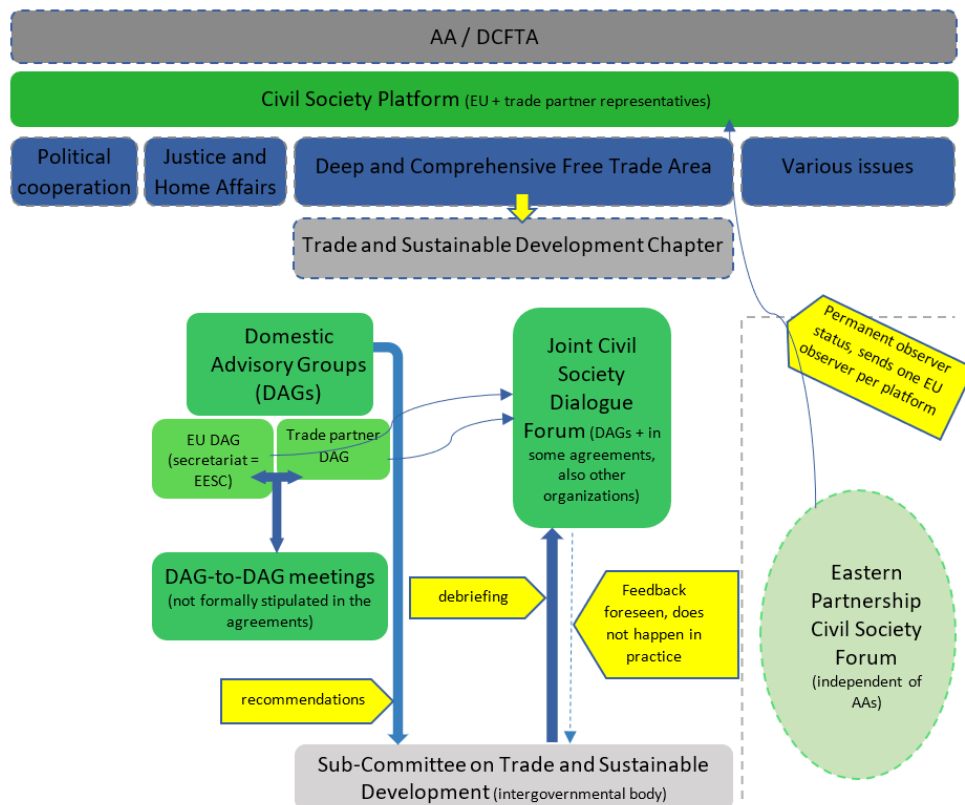 AA / DCFTA
Civil Society Platform (EU + trade partner representatives)
Political
cooperation
Justice and
Home Affairs
Deep and Comprehensive Free Trade Area
Various issues
Trade and Sustainable Development Chapter
Permanent observer
status, sends one EU
observer per platform
Domestic
Advisory Groups
(DAGs)
EU DAG
(secretariat =
EESC)
Trade partner
DAG
Joint Civil
Society
Dialogue
Forum (DAGs + in
some agreements,
also other
organizations)
DAG-to-DAG meetings
(not formally stipulated in the
agreements)
debriefing
Feedback
foreseen, does
not happen in
practice
Eastern
Partnership
Civil Society
Forum
(independent of
AAs)
recommendations
Sub-Committee on Trade and Sustainable
Development (intergovernmental body)